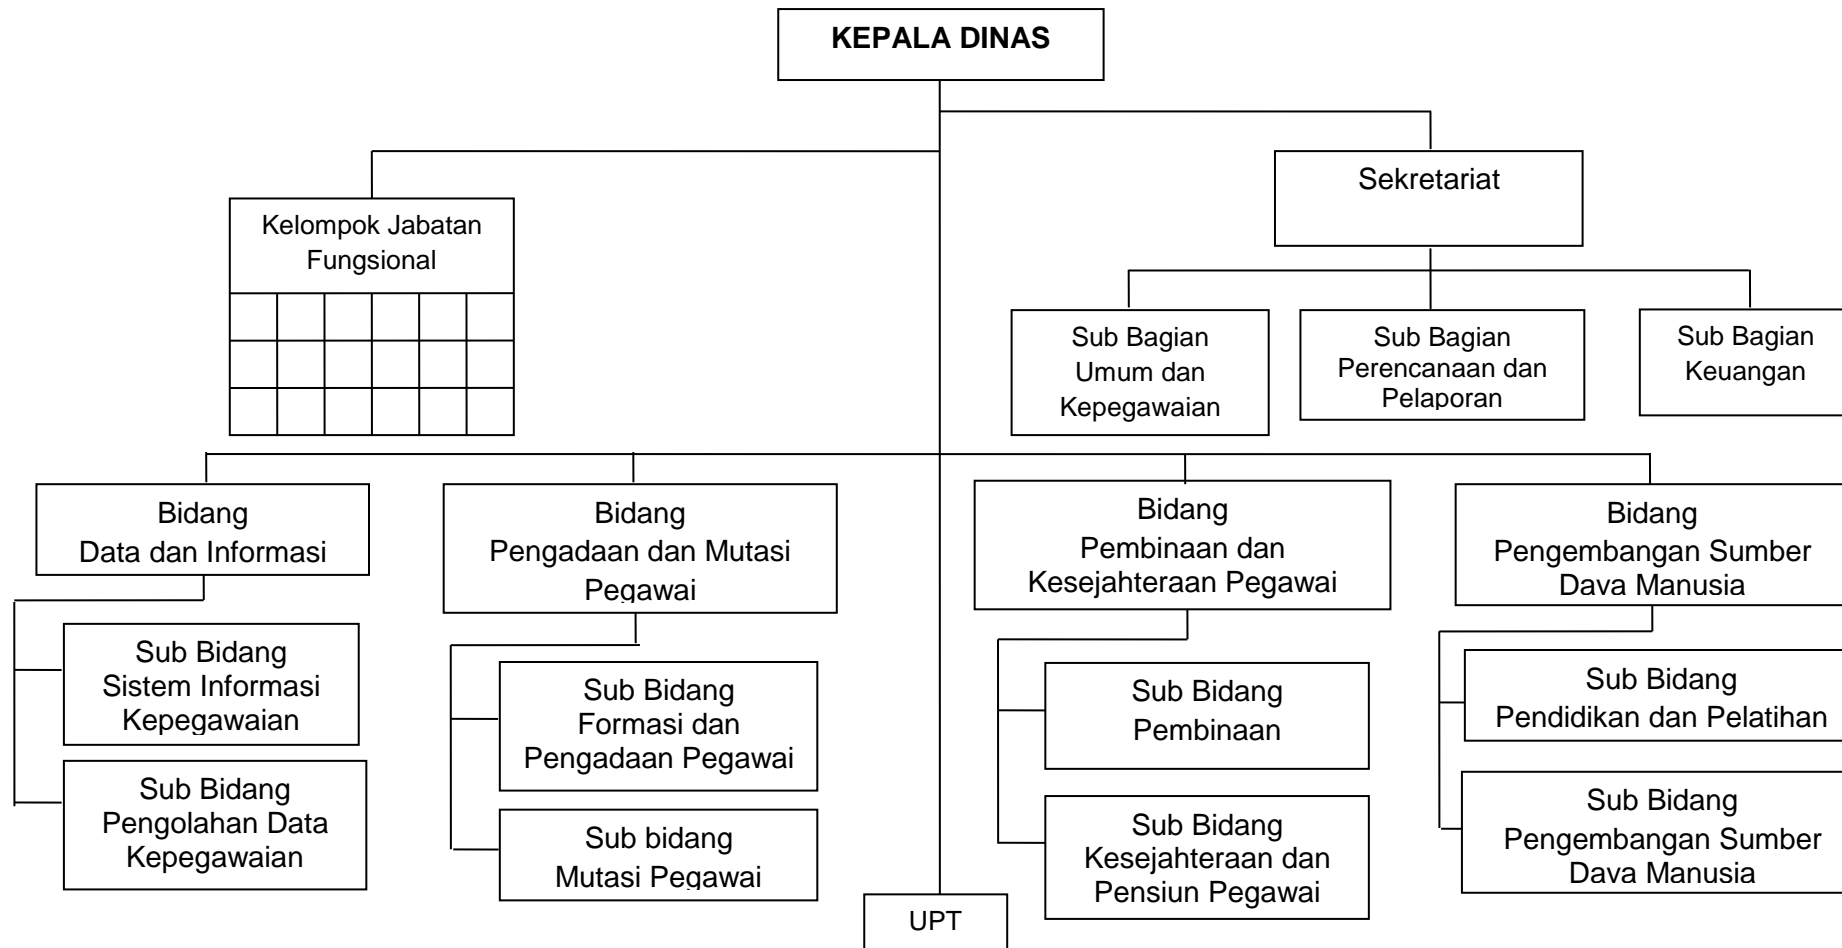 KEPALA DINAS
Sekretariat
Kelompok Jabatan
Fungsional
Sub Bagian
Umum dan
Kepegawaian
Sub Bagian
Perencanaan dan
Pelaporan
Sub Bagian
Keuangan
Bidang
Data dan Informasi
Bidang
Pengadaan dan Mutasi
Pegawai
Bidang
Pembinaan dan
Kesejahteraan Pegawai
Bidang
Pengembangan Sumber
Daya Manusia
Sub Bidang
Sistem Informasi
Kepegawaian
Sub Bidang
Pengolahan Data
Kepegawaian
Sub Bidang
Formasi dan
Pengadaan Pegawai
Sub bidang
Mutasi Pegawai
Sub Bidang
Pembinaan
Sub Bidang
Kesejahteraan dan
Pensiun Pegawai
Sub Bidang
Pendidikan dan Pelatihan
Sub Bidang
Pengembangan Sumber
Daya Manusia
UPT